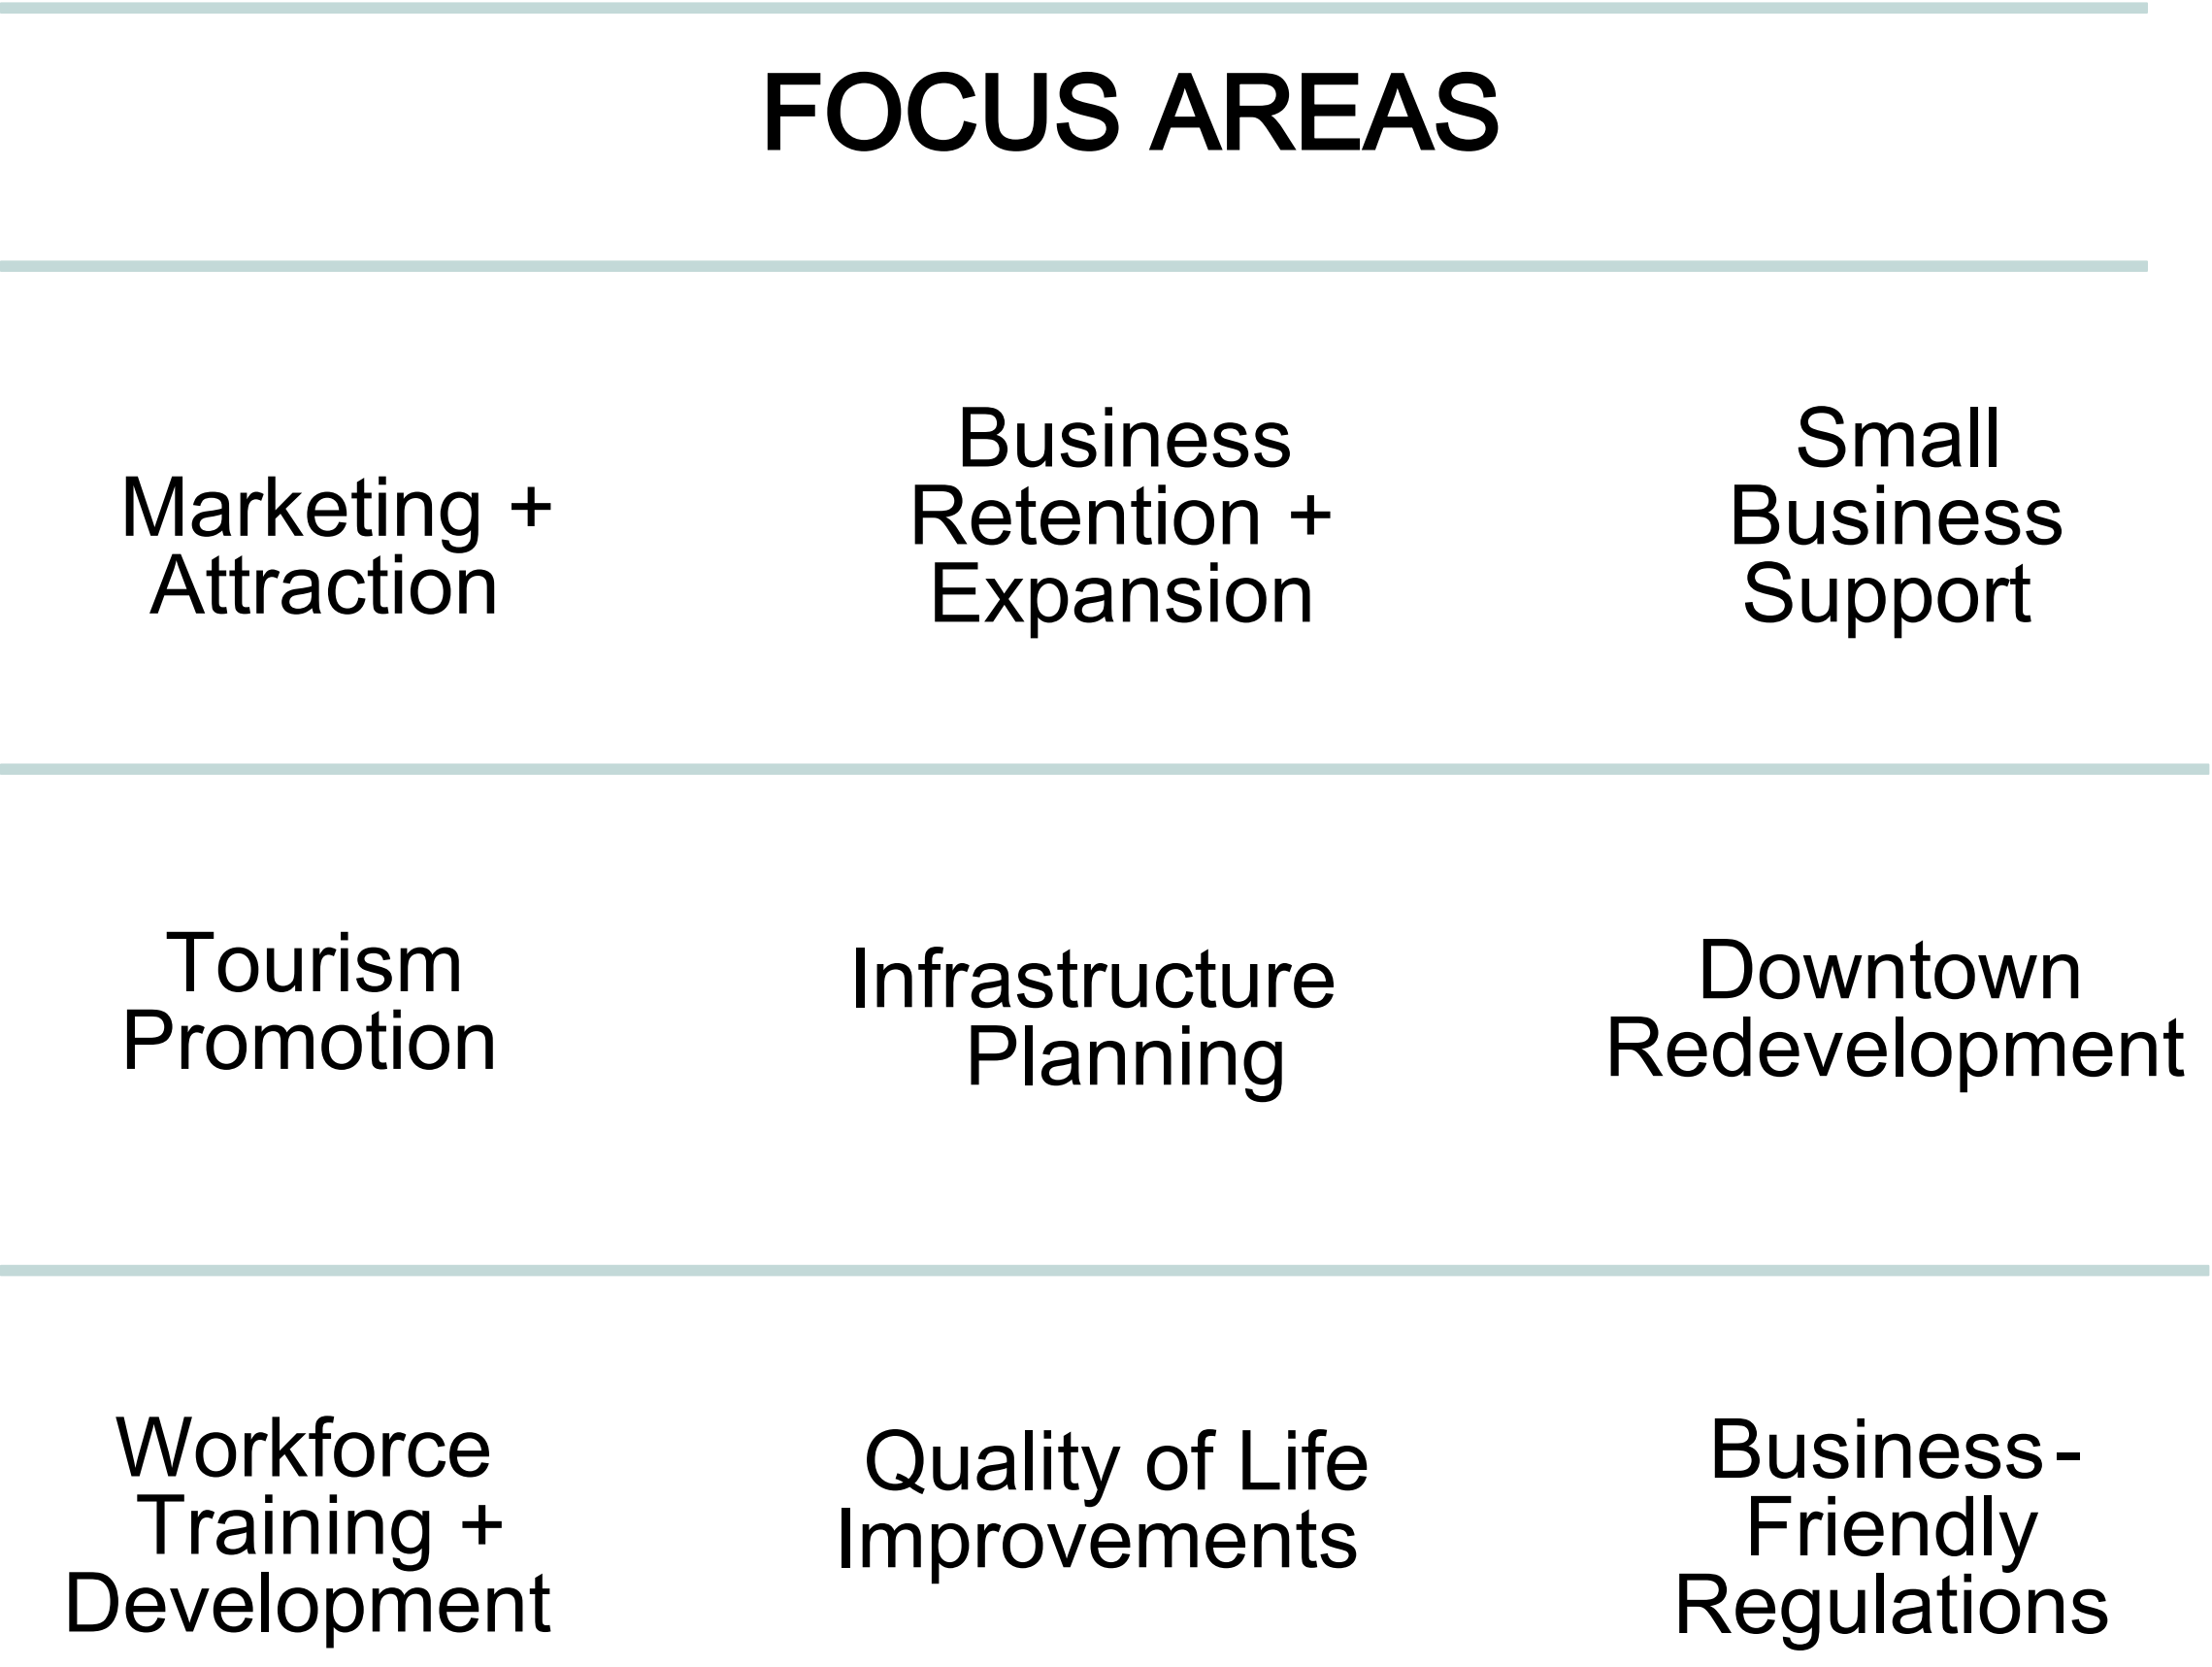 FOCUS AREAS
Marketing +
Attraction
Business
Retention +
Expansion
Small
Business
Support
Tourism
Promotion
Infrastructure
Planning
Downtown
Redevelopment
Workforce
Training +
Development
Quality of Life
Improvements
Business-
Friendly
Regulations